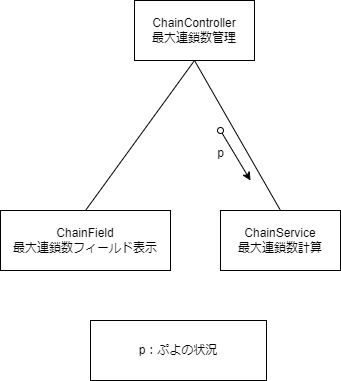 ChainController
最大連鎖数管理
p
ChainField
最大連鎖数フィールド表示
ChainService
最大連鎖数計算
p：ぷよの状況